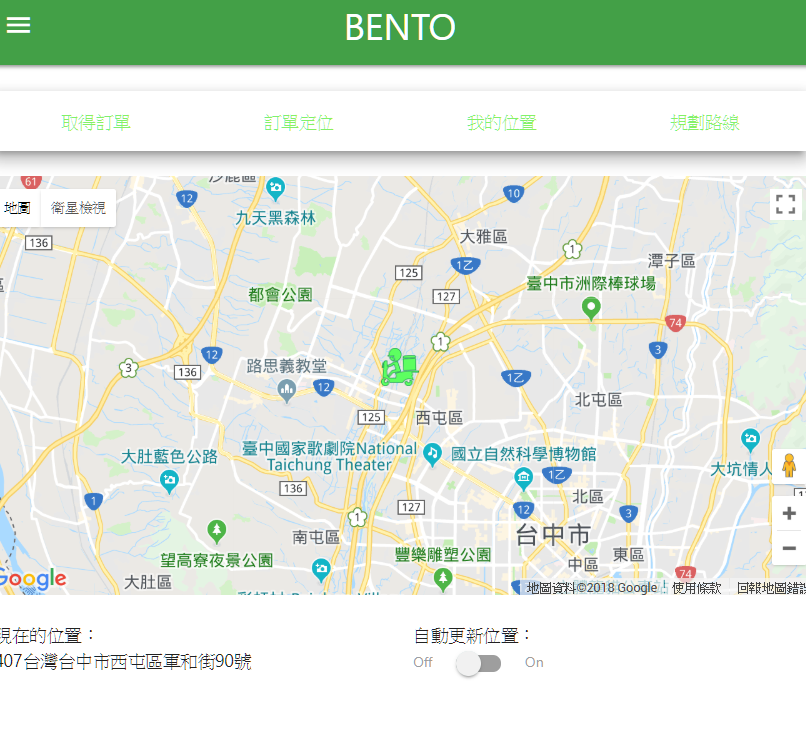 BENTO
取得訂單
訂單定位
我的位置
規劃路線
61
沙鹿區
12
10
地圖
衛星檢視
九天黑森林
136
大雅區
1
125
1乙
潭子區
都會公園
127
臺中市洲際棒球場
74
1
3
12
路思義教堂
3
136
12
1乙
125
西屯區
北屯區
臺中國家歌劇院National
Taichung Theater
國立自然科學博物館
大坑情人
大肚藍色公路
1乙
136
北區
1
127
12
3
1
台中市
南屯區
豐樂雕塑公園
東區
望高寮夜景公園
中區
74
Google
大肚區
地圖資料©2018 Google
使用條款
回報地圖錯誤
現在的位置：
407台灣台中市西屯區軍和街90號
自動更新位置：
Off
On